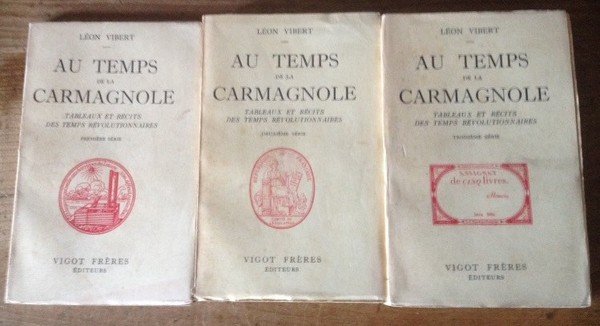 LÉON VIBERT
AU TEMPS
DE LA
CARMAGNOLE
TABLEAUX ET RÉCITS
DES TEMPS RÉVOLUTIONNAIRES
PREMIÈRE SÉRIE
VIGOT FRÈRES
ÉDITEURS
LÉON VIBERT
AU TEMPS
DE LA
CARMAGNOLE
TABLEAUX ET RÉCITS
DES TEMPS RÉVOLUTIONNAIRES
DEUXIÈME SÉRIE
VIGOT FRÈRES
ÉDITEURS
LÉON VIBERT
AU TEMPS
DE LA
CARMAGNOLE
TABLEAUX ET RÉCITS
DES TEMPS RÉVOLUTIONNAIRES
TROISIÈME SÉRIE
ASSIGNAT
de cinq livres.
VIGOT FRÈRES
ÉDITEURS